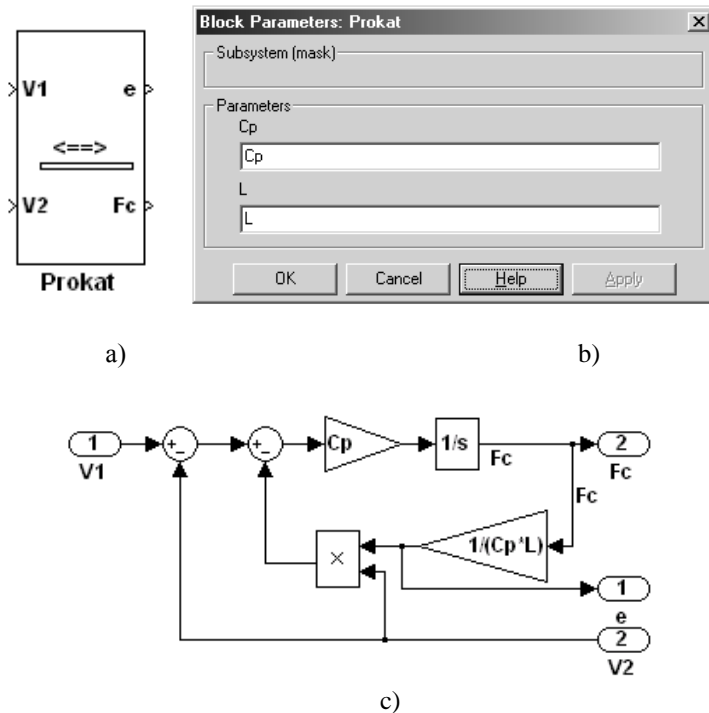 V1 e
<==>
V2 Fc
Prokat
a)
Block Parameters: Prokat
Subsystem (mask)
Parameters
Cp
Cp
L
L
OK Cancel Help Apply
b)
1
V1
+
-
+
-
Cp
1/s
Fc
2
Fc
Fc
×
1/(Cp*L)
1
e
2
V2
c)